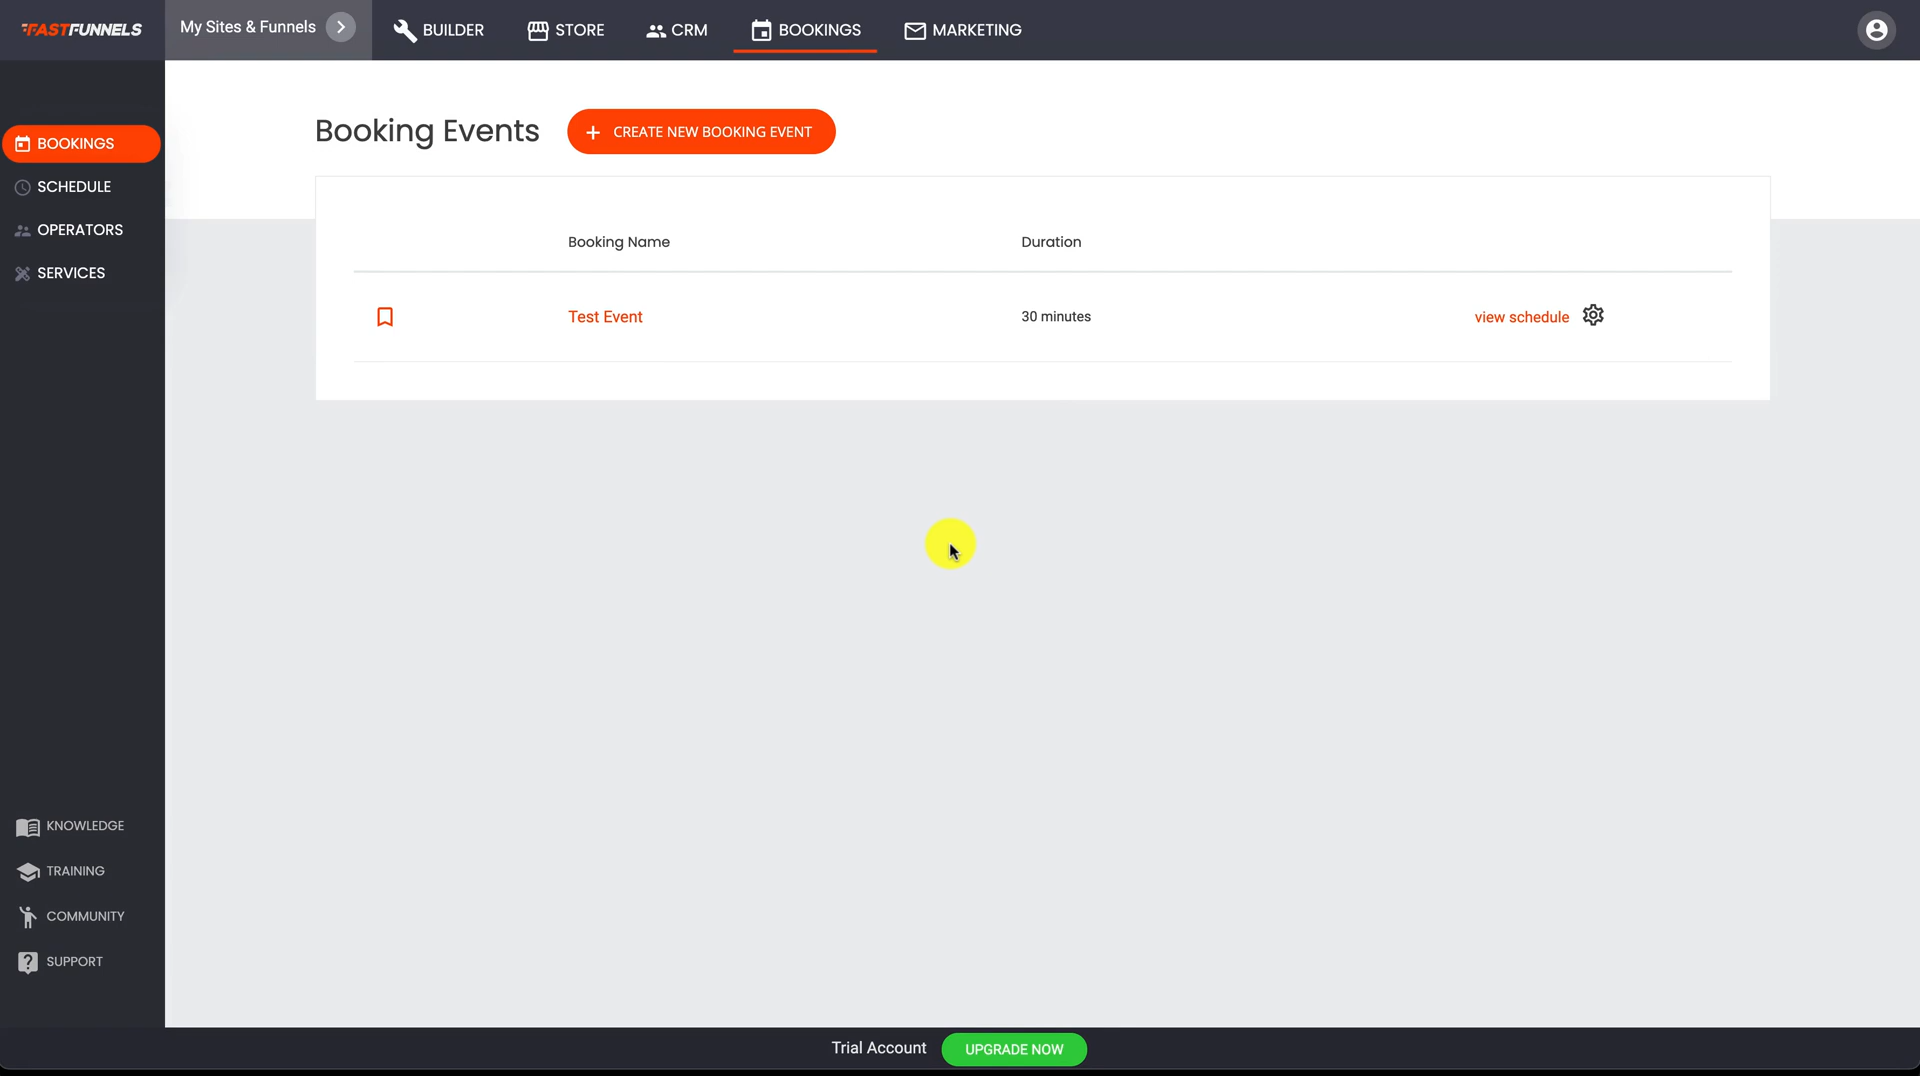 FASTFUNNELS
My Sites & Funnels
BUILDER
STORE
CRM
BOOKINGS
MARKETING
BOOKINGS
SCHEDULE
OPERATORS
SERVICES
Booking Events
+ CREATE NEW BOOKING EVENT
Booking Name Duration
Test Event 30 minutes view schedule
KNOWLEDGE
TRAINING
COMMUNITY
SUPPORT
Trial Account UPGRADE NOW